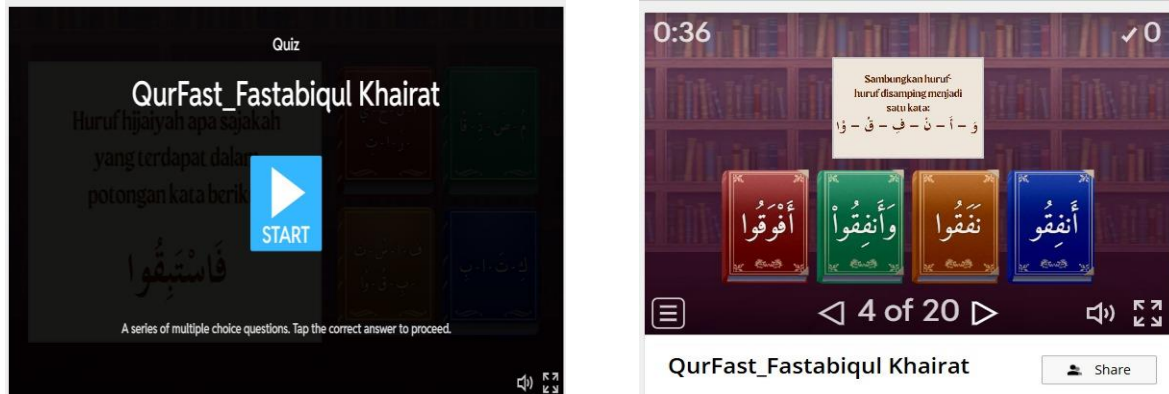 Quiz
QurFast_Fastabiqul Khairat
Huruf hijaiyah apa sajakah
yang terdapat dalam
potongan kata berik
فَاسْتَبِقُوا
START
A series of multiple choice questions. Tap the correct answer to proceed.
0:36
✓0
Sambungkan huruf-
huruf disamping menjadi
satu kata:
وَ – أَ – نْ – فِ – قُ – وْا
أَفْوَقُوا
وَأَنفِقُواْ
نَفَقُوا
أَنفِقُو
4 of 20
QurFast_Fastabiqul Khairat
Share